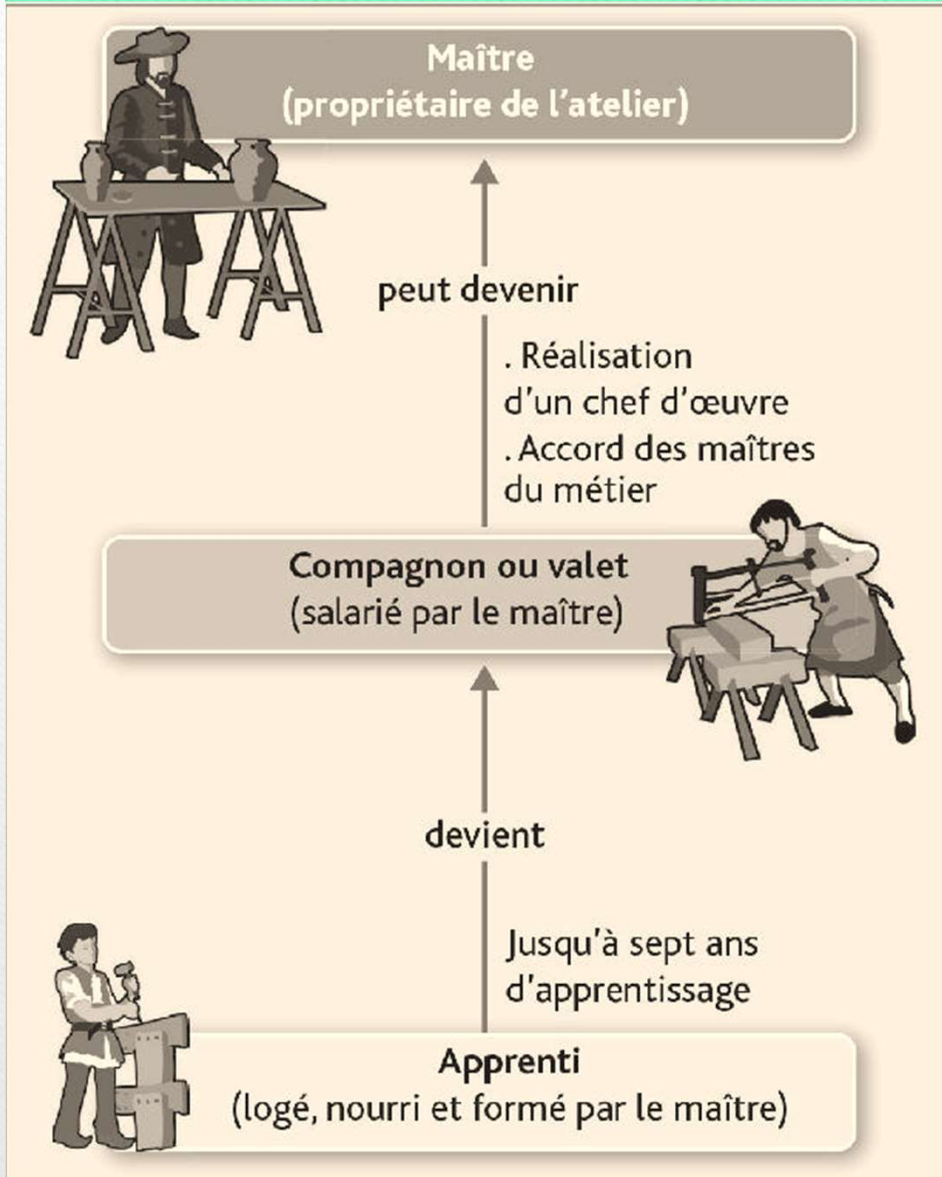 Maître
(propriétaire de l'atelier)
peut devenir
. Réalisation
d'un chef d'œuvre
. Accord des maîtres
du métier
Compagnon ou valet
(salarié par le maître)
devient
Jusqu'à sept ans
d'apprentissage
Apprenti
(logé, nourri et formé par le maître)